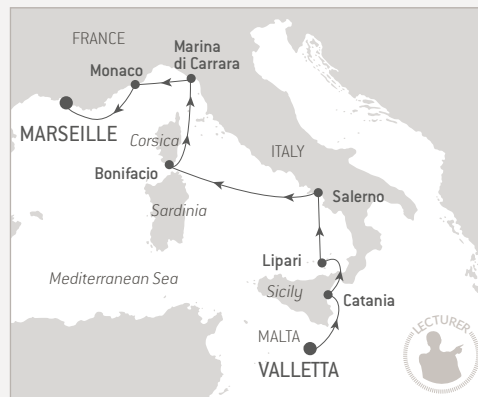 FRANCE
Marina
di Carrara
Monaco
MARSEILLE
Corsica
ITALY
Bonifacio
Salerno
Sardinia
Lipari
Mediterranean Sea
Sicily
Catania
MALTA
VALLETTA
LECTURER